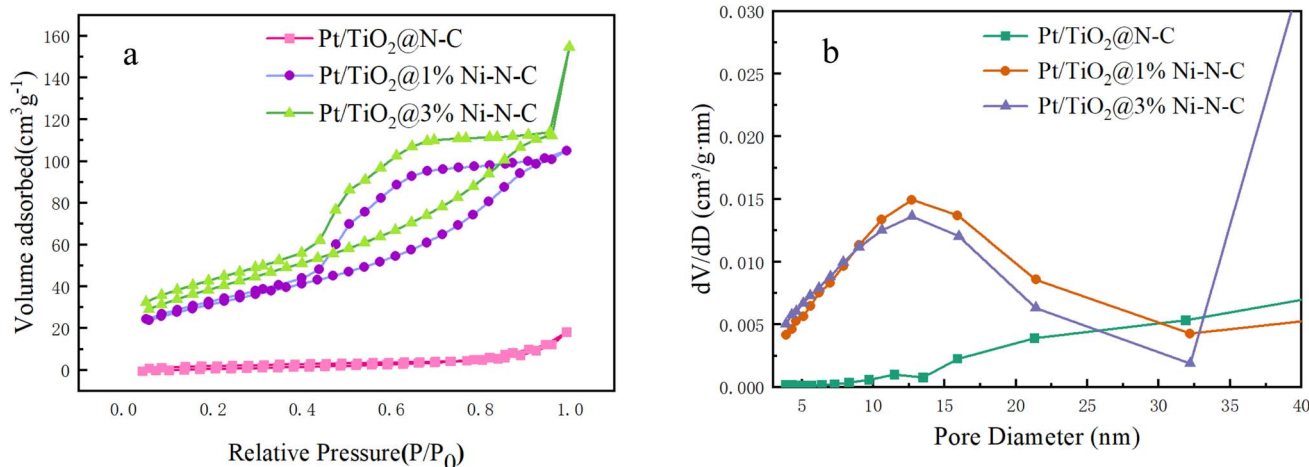 a
Pt/TiO₂@N-C
Pt/TiO₂@1% Ni-N-C
Pt/TiO₂@3% Ni-N-C
Volume adsorbed(cm³g⁻¹)
160
140
120
100
80
60
40
20
0
0.0 0.2 0.4 0.6 0.8 1.0
Relative Pressure(P/P₀)
b
Pt/TiO₂@N-C
Pt/TiO₂@1% Ni-N-C
Pt/TiO₂@3% Ni-N-C
dV/dD (cm³/g·nm)
0.030
0.025
0.020
0.015
0.010
0.005
0.000
5 10 15 20 25 30 35 40
Pore Diameter (nm)